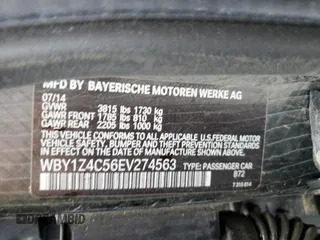 MFD BY BAYERISCHE MOTOREN WERKE AG
07/14
GVWR 3815 lbs 1730 kg
GAWR FRONT 1785 lbs 810 kg
GAWR REAR 2205 lbs 1000 kg
THIS VEHICLE CONFORMS TO ALL APPLICABLE U.S.
FEDERAL MOTOR VEHICLE SAFETY, BUMPER AND
THEFT PREVENTION STANDARDS IN EFFECT ON THE
DATE OF MANUFACTURE SHOWN ABOVE.
WBY1Z4C56EV274563 TYPE: PASSENGER CAR
B72